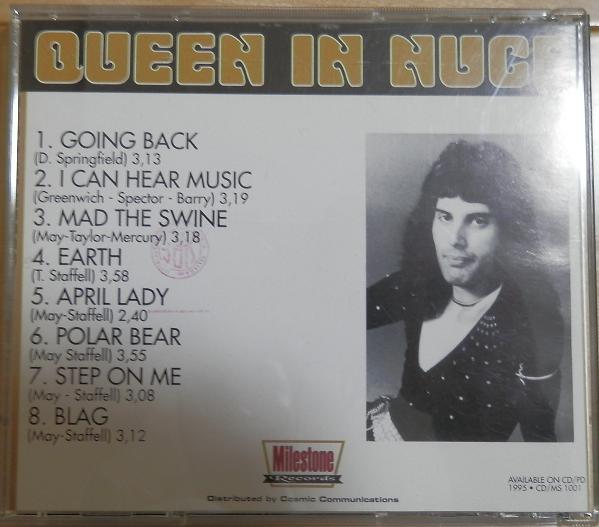 QUEEN IN NUCE
1. GOING BACK
(D. Springfield) 3,13
2. I CAN HEAR MUSIC
(Greenwich - Spector - Barry) 3,19
3. MAD THE SWINE
(May-Taylor-Mercury) 3,18
4. EARTH
(T. Staffell) 3,58
5. APRIL LADY
(May-Staffell) 2,40
6. POLAR BEAR
(May Staffell) 3,55
7. STEP ON ME
(May - Staffell) 3,08
8. BLAG
(May-Staffell) 3,12
Milestone
Records
Distributed by Cosmic Communications
AVAILABLE ON CD/PD
1995 • CD/MS 1001